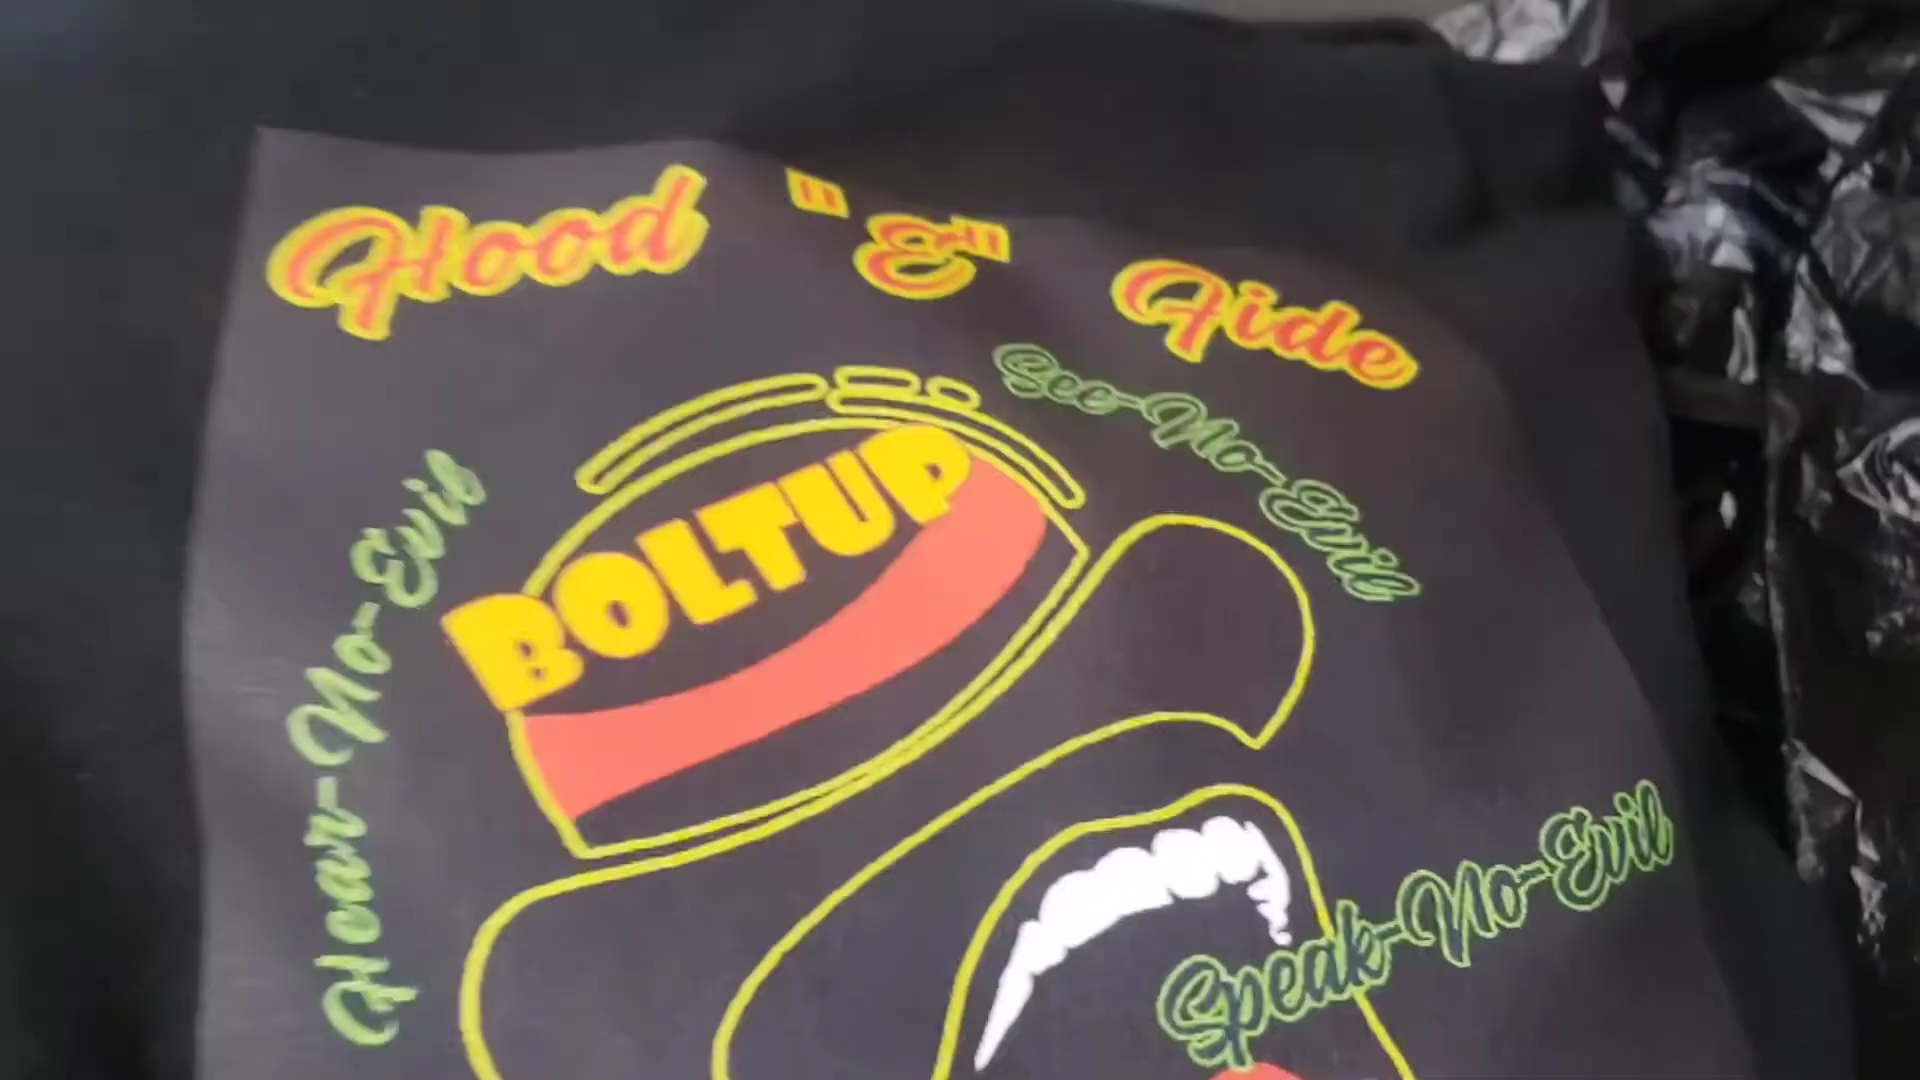 Hood "E" Fide
See-No-Evil
BOLTUP
Hear-No-Evil
Speak-No-Evil